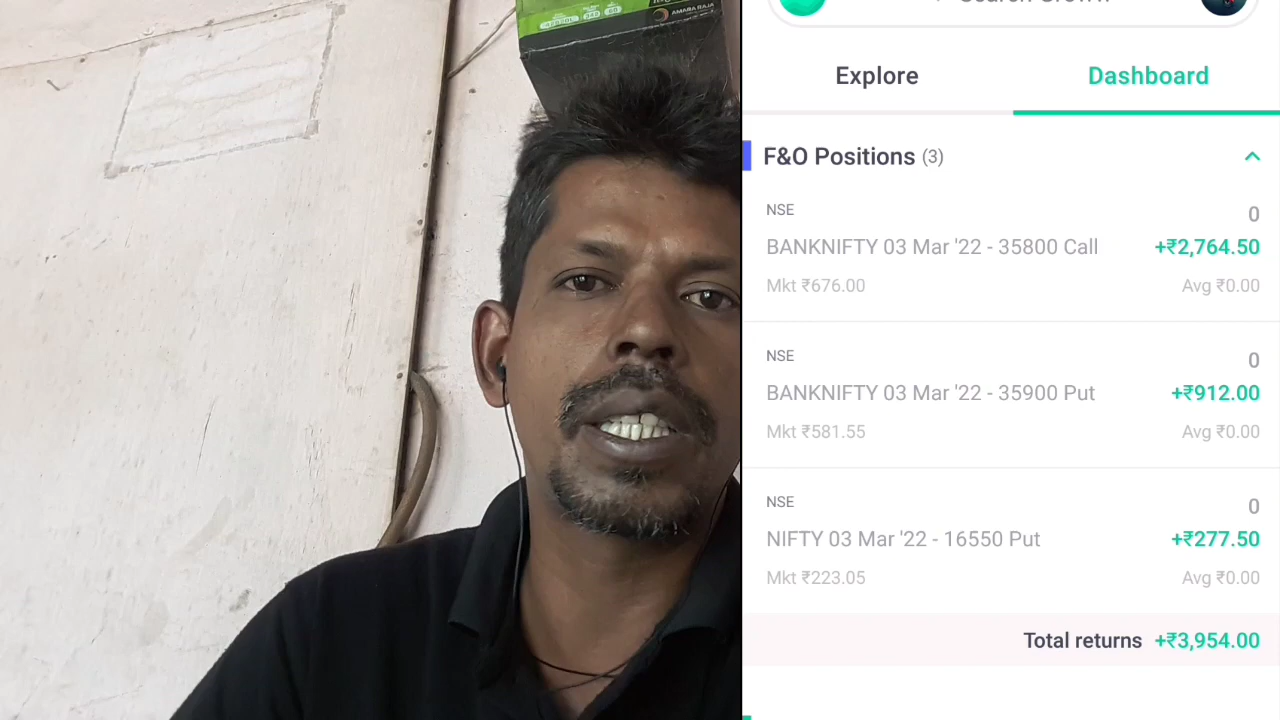 AMARA RAJA
Explore
Dashboard
F&O Positions (3)
NSE
0
BANKNIFTY 03 Mar '22 - 35800 Call
+₹2,764.50
Mkt ₹676.00
Avg ₹0.00
NSE
0
BANKNIFTY 03 Mar '22 - 35900 Put
+₹912.00
Mkt ₹581.55
Avg ₹0.00
NSE
0
NIFTY 03 Mar '22 - 16550 Put
+₹277.50
Mkt ₹223.05
Avg ₹0.00
Total returns +₹3,954.00